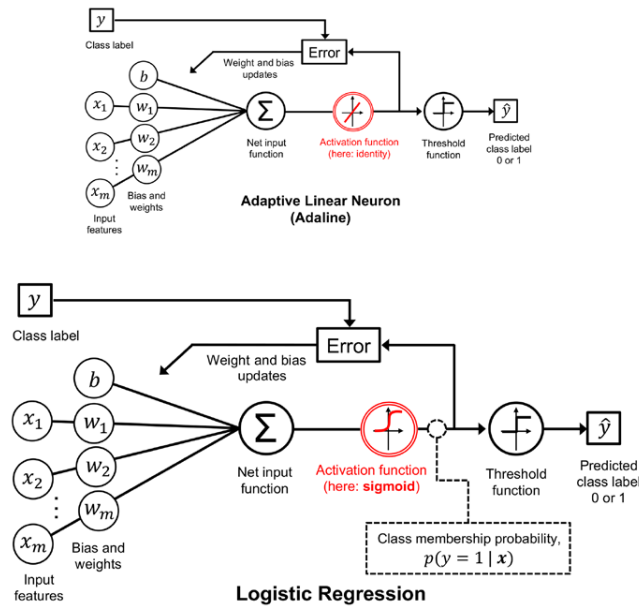 y
Class label
Error
Weight and bias
updates
b
x₁
w₁
x₂
w₂
⋮
xₘ
wₘ
Σ
ŷ
Net input
function
Activation function
(here: identity)
Threshold
function
Predicted
class label
0 or 1
Bias and
weights
Input
features
Adaptive Linear Neuron
(Adaline)
y
Class label
Error
Weight and bias
updates
b
x₁
w₁
x₂
w₂
⋮
xₘ
wₘ
Σ
ŷ
Net input
function
Activation function
(here: sigmoid)
Threshold
function
Predicted
class label
0 or 1
Class membership probability,
p(y = 1 | x)
Bias and
weights
Input
features
Logistic Regression